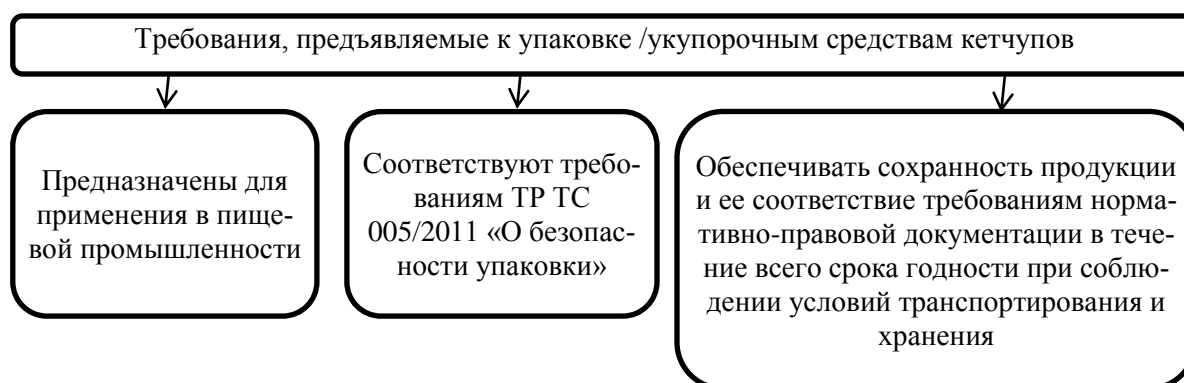 Требования, предъявляемые к упаковке /укупорочным средствам кетчупов
Предназначены для
применения в пище-
вой промышленности
Соответствуют требо-
ваниям ТР ТС
005/2011 «О безопас-
ности упаковки»
Обеспечивать сохранность продукции
и ее соответствие требованиям норма-
тивно-правовой документации в тече-
ние всего срока годности при соблю-
дении условий транспортирования и
хранения